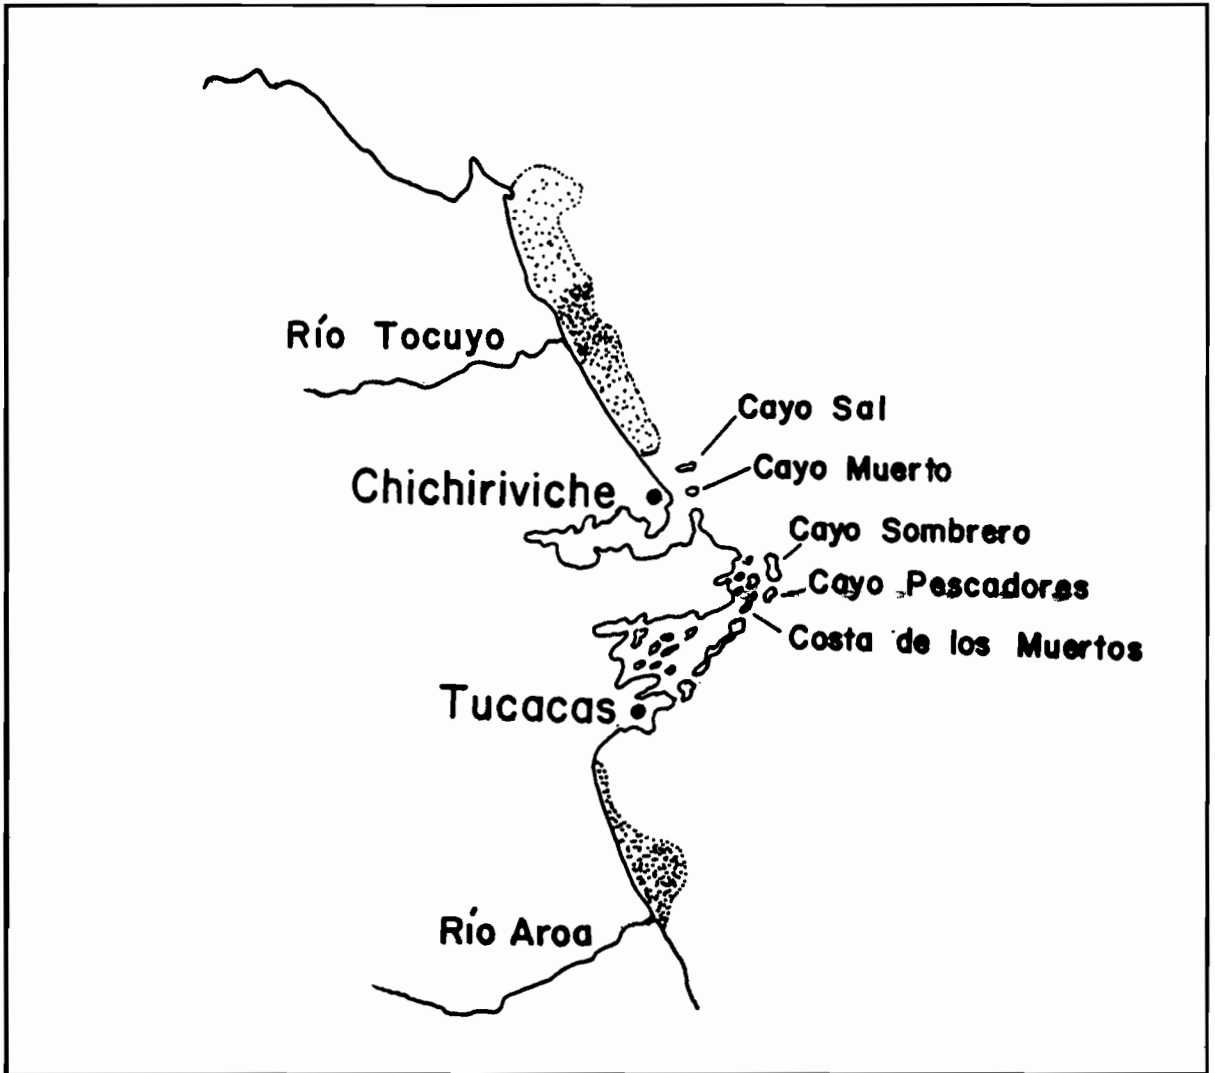 Río Tocuyo
Cayo Sal
Cayo Muerto
Chichiriviche
Cayo Sombrero
Cayo Pescadores
Costa de los Muertos
Tucacas
Río Aroa